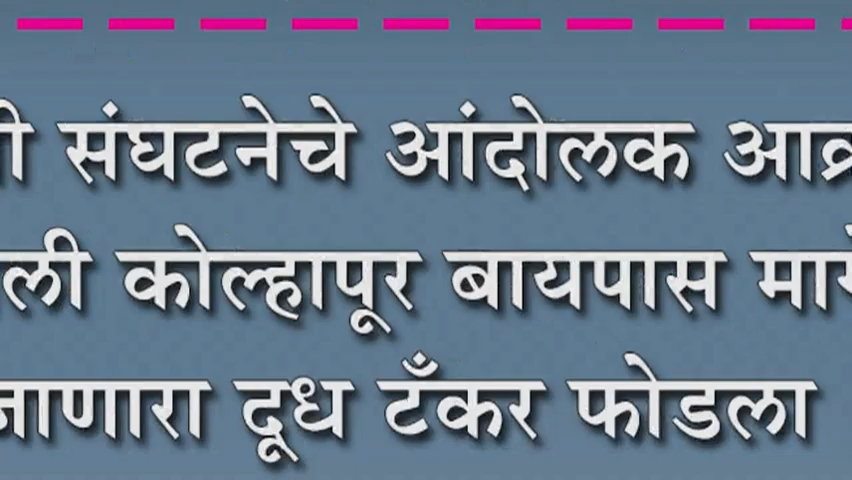 संघटनेचे आंदोलक
कोल्हापूर बायपास
जाणारा दूध टँकर फोडला